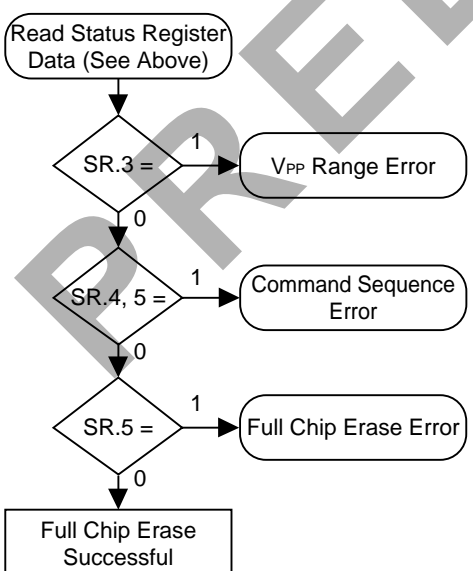 Read Status Register
Data (See Above)
SR.3 =
1
VPP Range Error
0
SR.4, 5 =
1
Command Sequence
Error
0
SR.5 =
1
Full Chip Erase Error
0
Full Chip Erase
Successful